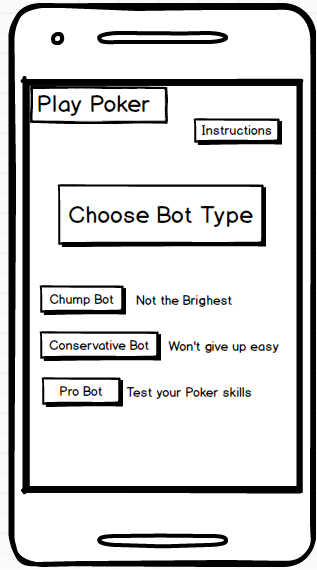 Play Poker
Instructions
Choose Bot Type
Chump Bot Not the Brighest
Conservative Bot Won't give up easy
Pro Bot Test your Poker skills